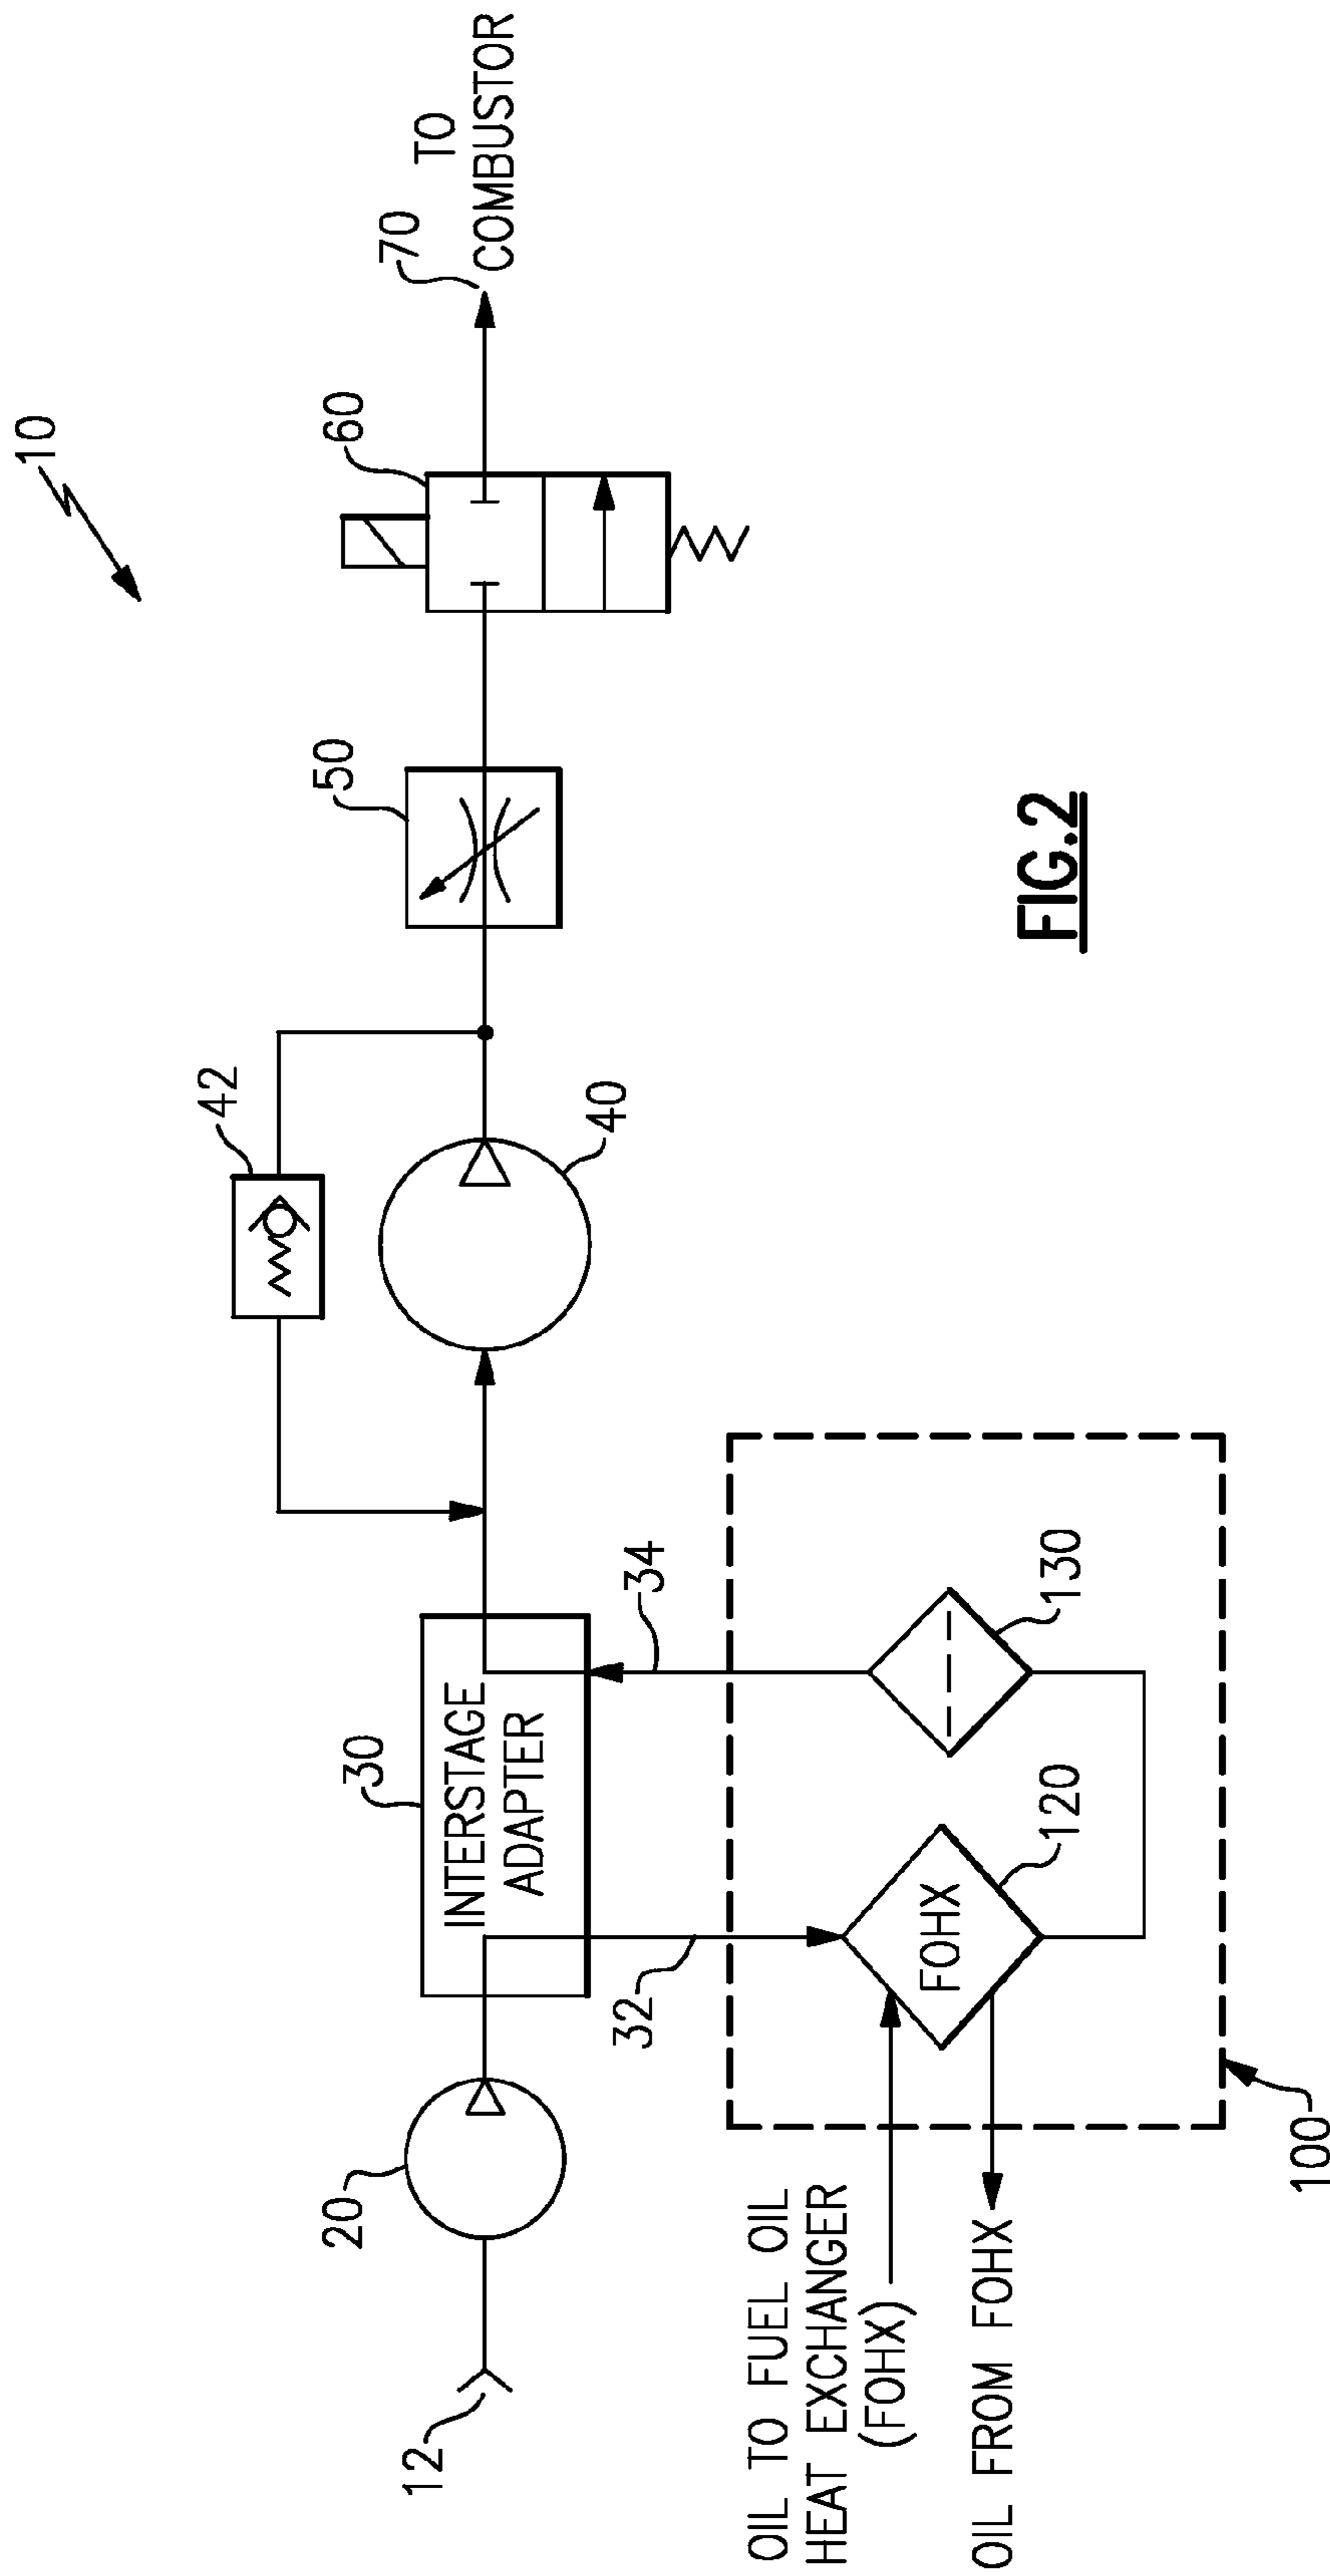 10
12
20
30
INTERSTAGE
ADAPTER
32
34
42
40
50
60
70
TO
COMBUSTOR
OIL TO FUEL OIL
HEAT EXCHANGER
(FOHX)
OIL FROM FOHX
FOHX
120
130
100
FIG.2